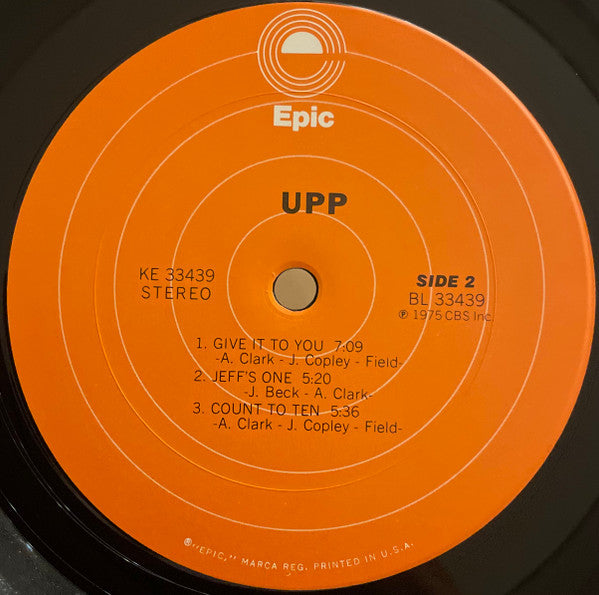 Epic
UPP
KE 33439
STEREO
SIDE 2
BL 33439
℗ 1975 CBS Inc.
1. GIVE IT TO YOU 7:09
-A. Clark - J. Copley - Field-
2. JEFF'S ONE 5:20
-J. Beck - A. Clark-
3. COUNT TO TEN 5:36
-A. Clark - J. Copley - Field-
®"EPIC," MARCA REG. PRINTED IN U.S.A.